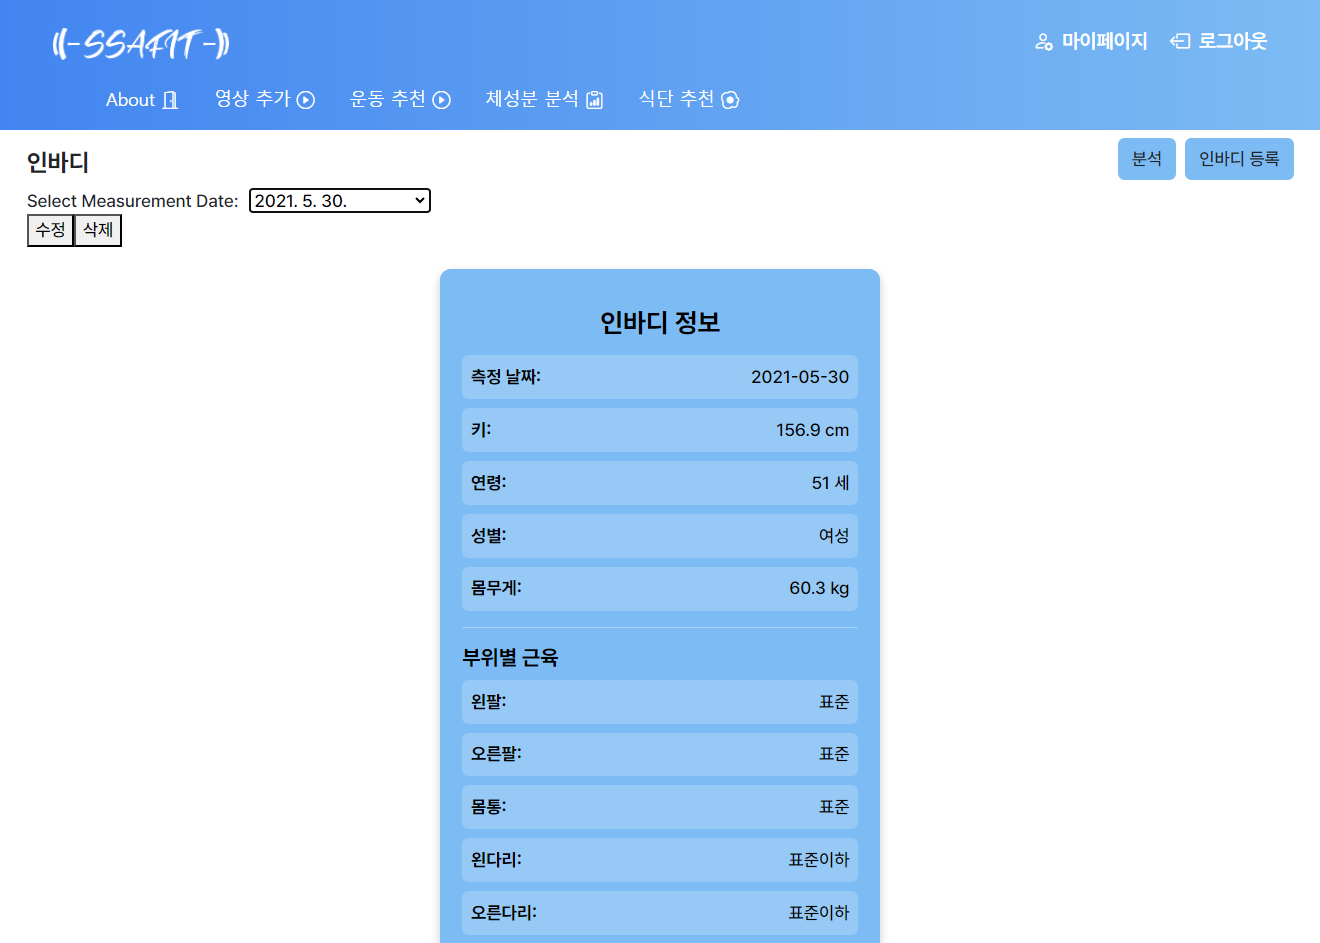 ((-SSAFIT-))
마이페이지 로그아웃
About 영상 추가 운동 추천 체성분 분석 식단 추천
인바디
분석 인바디 등록
Select Measurement Date: 2021. 5. 30.
수정 삭제
인바디 정보
측정 날짜: 2021-05-30
키: 156.9 cm
연령: 51 세
성별: 여성
몸무게: 60.3 kg
부위별 근육
왼팔: 표준
오른팔: 표준
몸통: 표준
왼다리: 표준이하
오른다리: 표준이하